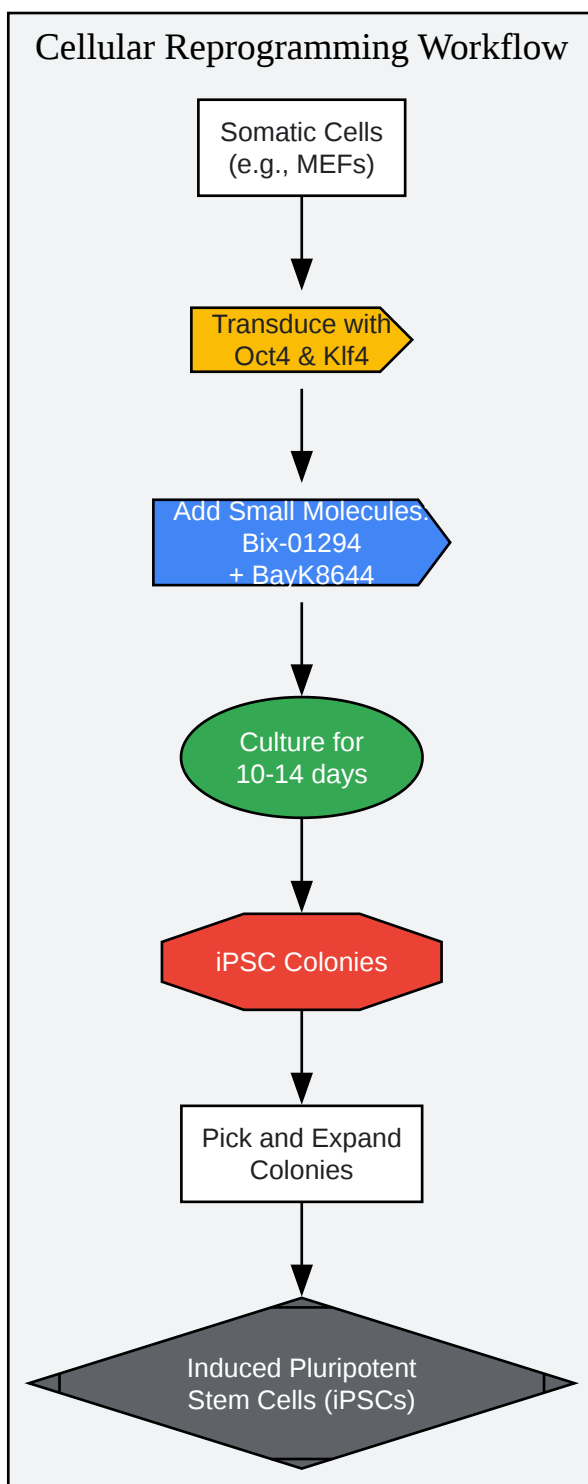 Cellular Reprogramming Workflow
Somatic Cells
(e.g., MEFs)
Transduce with
Oct4 & Klf4
Add Small Molecules:
Bix-01294
+ BayK8644
Culture for
10-14 days
iPSC Colonies
Pick and Expand
Colonies
Induced Pluripotent
Stem Cells (iPSCs)